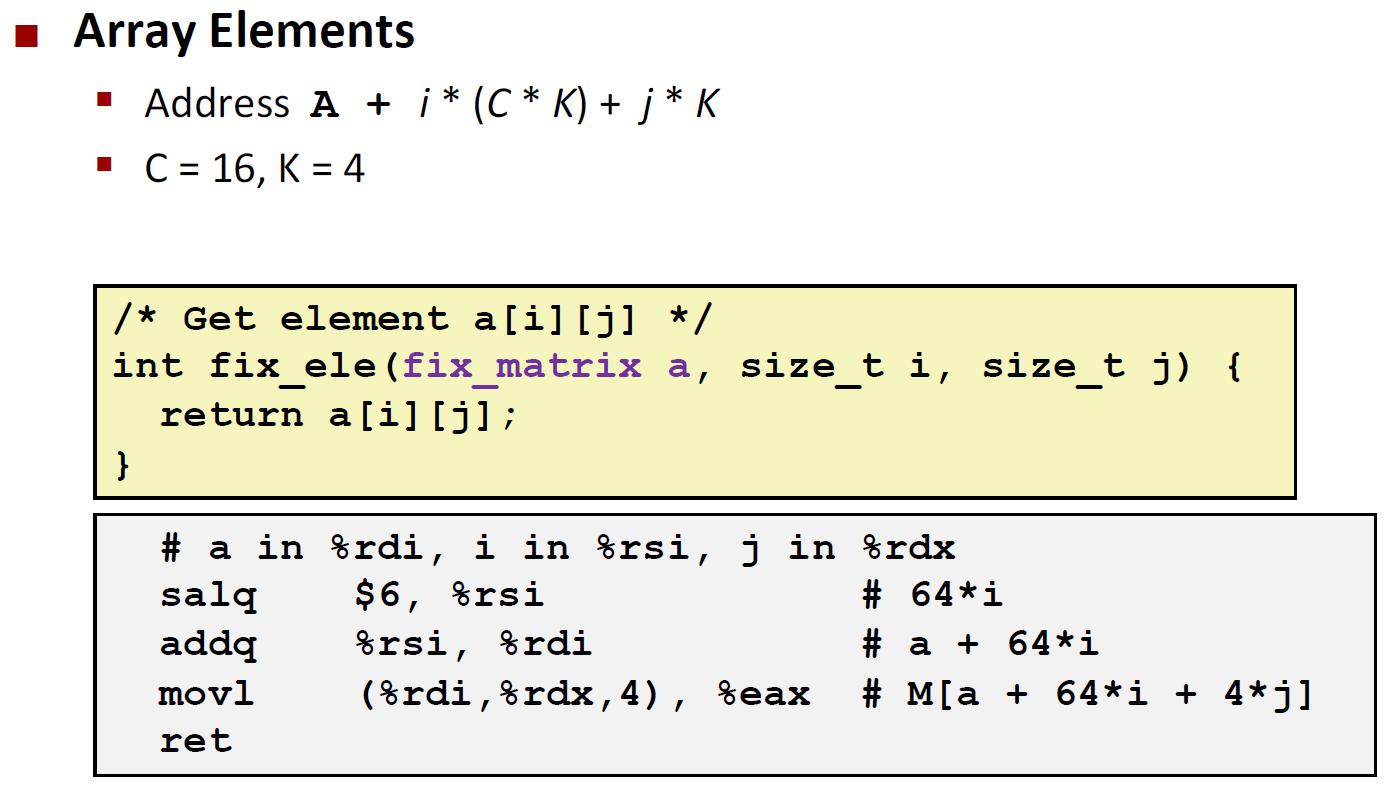 Array Elements
Address A + i * (C * K) + j * K
C = 16, K = 4
/* Get element a[i][j] */
int fix_ele(fix_matrix a, size_t i, size_t j) {
  return a[i][j];
}
# a in %rdi, i in %rsi, j in %rdx
salq    $6, %rsi             # 64*i
addq    %rsi, %rdi           # a + 64*i
movl    (%rdi,%rdx,4), %eax  # M[a + 64*i + 4*j]
ret